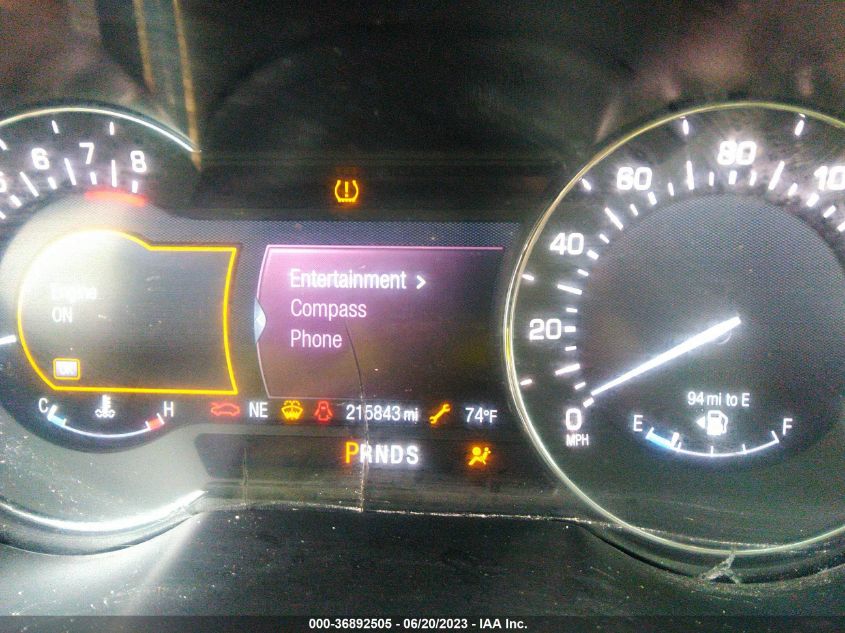 6 7 8
Engine
ON
OK
C H
Entertainment >
Compass
Phone
NE 215843 mi 74°F
PRNDS
0 20 40 60 80
MPH
94 mi to E
E F
000-36892505 - 06/20/2023 - IAA Inc.